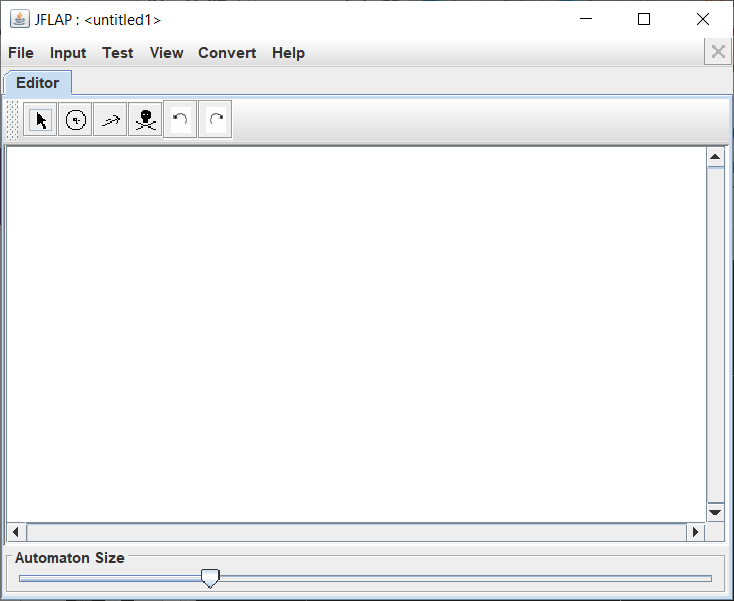 JFLAP : <untitled1>
File Input Test View Convert Help
Editor
Automaton Size